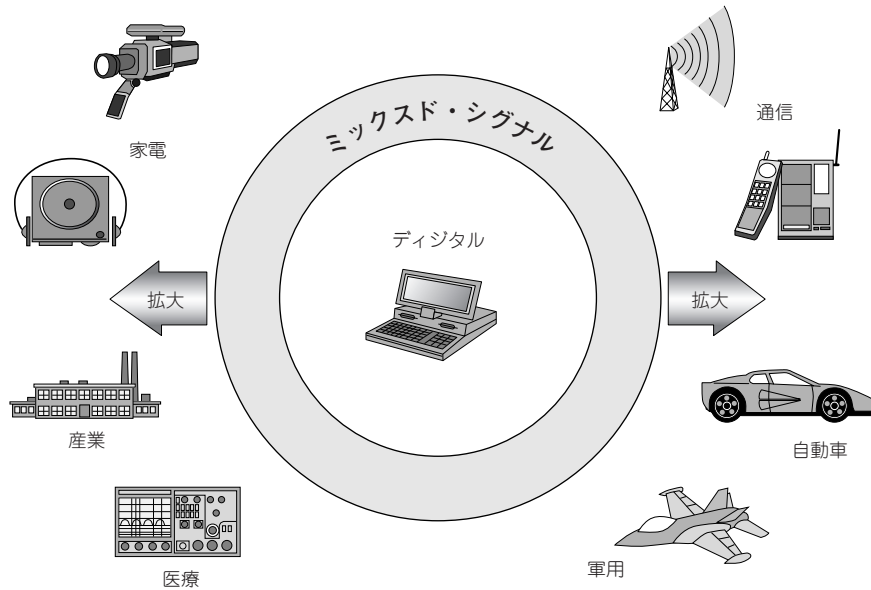 ミックスド・シグナル
通信
家電
ディジタル
拡大
拡大
産業
自動車
医療
軍用